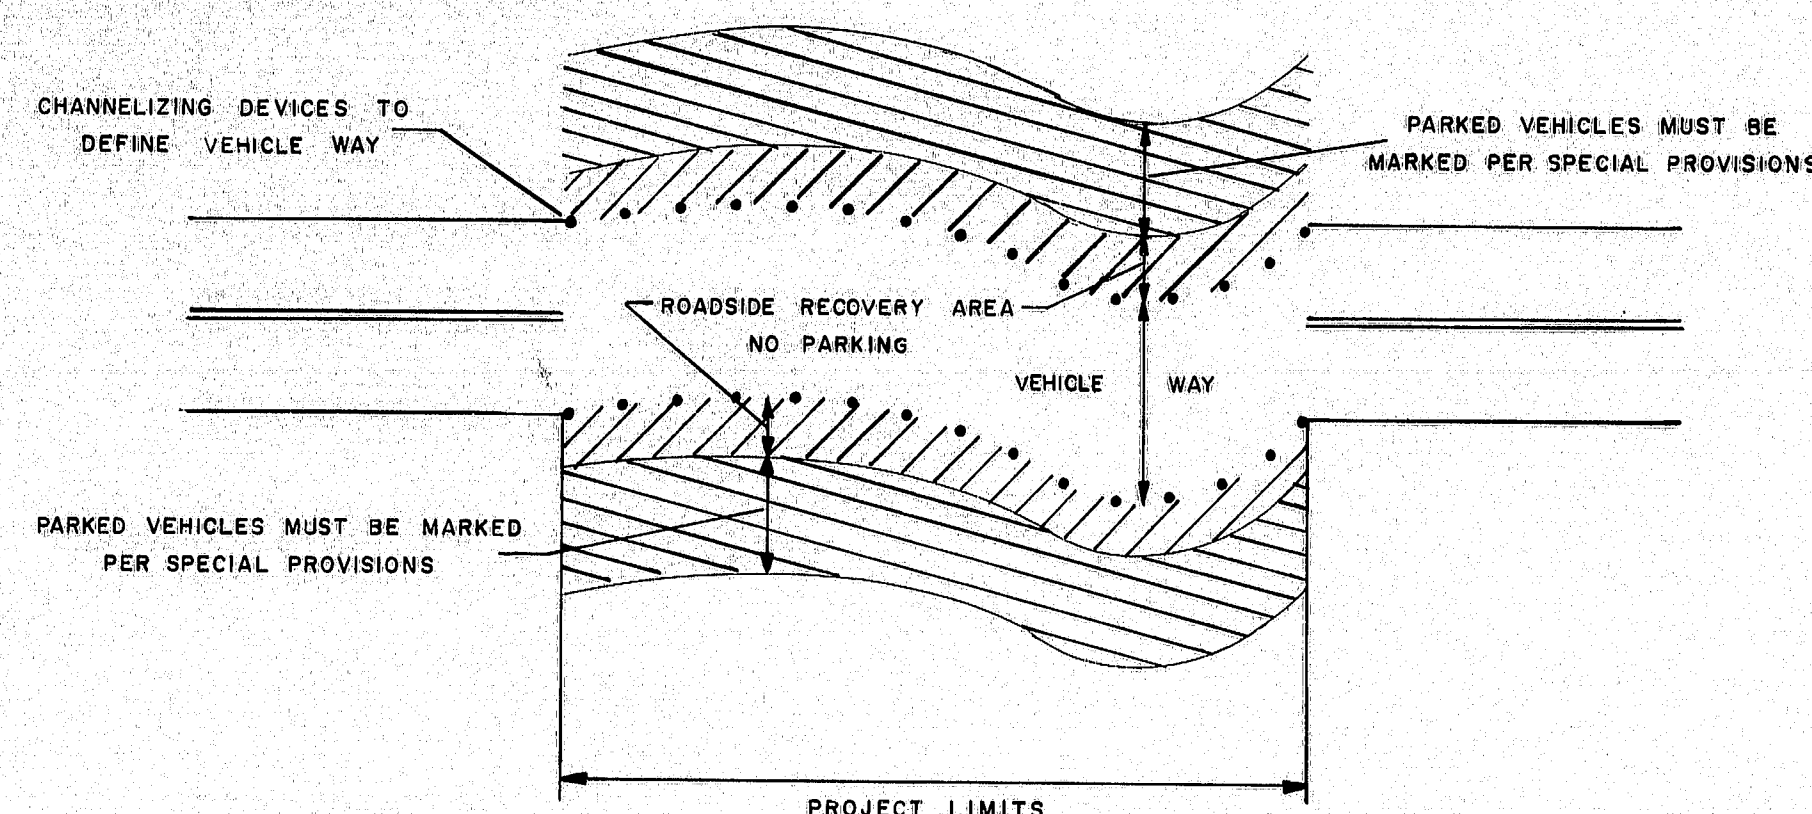 CHANNELIZING DEVICES TO
DEFINE VEHICLE WAY
PARKED VEHICLES MUST BE
MARKED PER SPECIAL PROVISIONS
ROADSIDE RECOVERY AREA
NO PARKING
VEHICLE WAY
PARKED VEHICLES MUST BE MARKED
PER SPECIAL PROVISIONS
PROJECT LIMITS